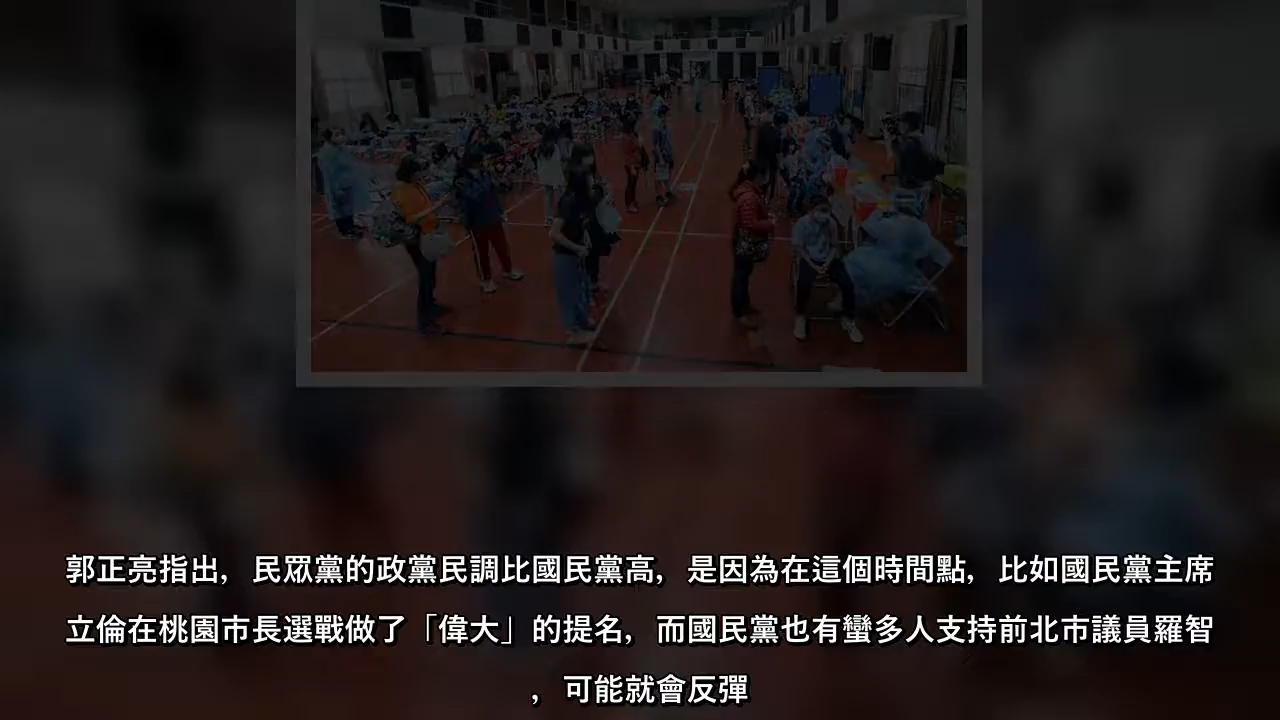 郭正亮指出，民眾黨的政黨民調比國民黨高，是因為在這個時間點，比如國民黨主席
立倫在桃園市長選戰做了「偉大」的提名，而國民黨也有蠻多人支持前北市議員羅智
，可能就會反彈